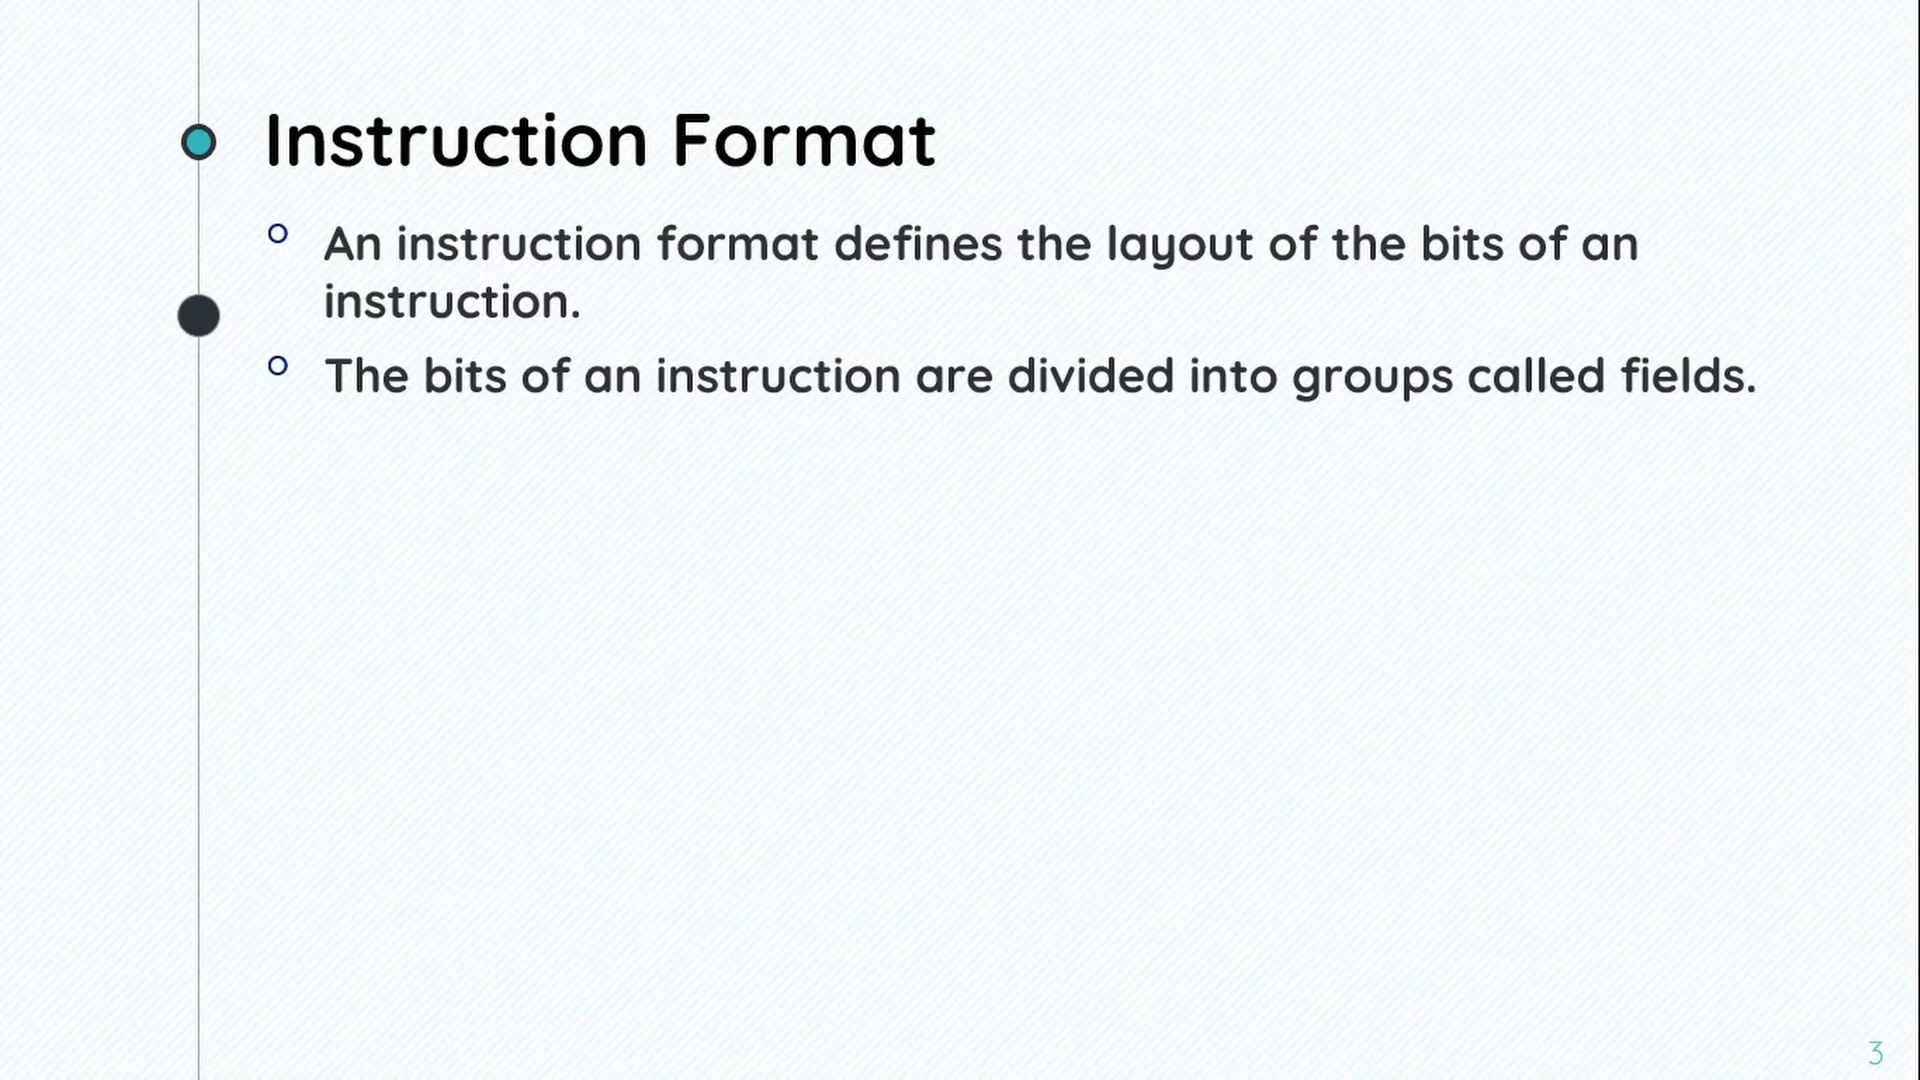 Instruction Format
An instruction format defines the layout of the bits of an
instruction.
The bits of an instruction are divided into groups called fields.
3